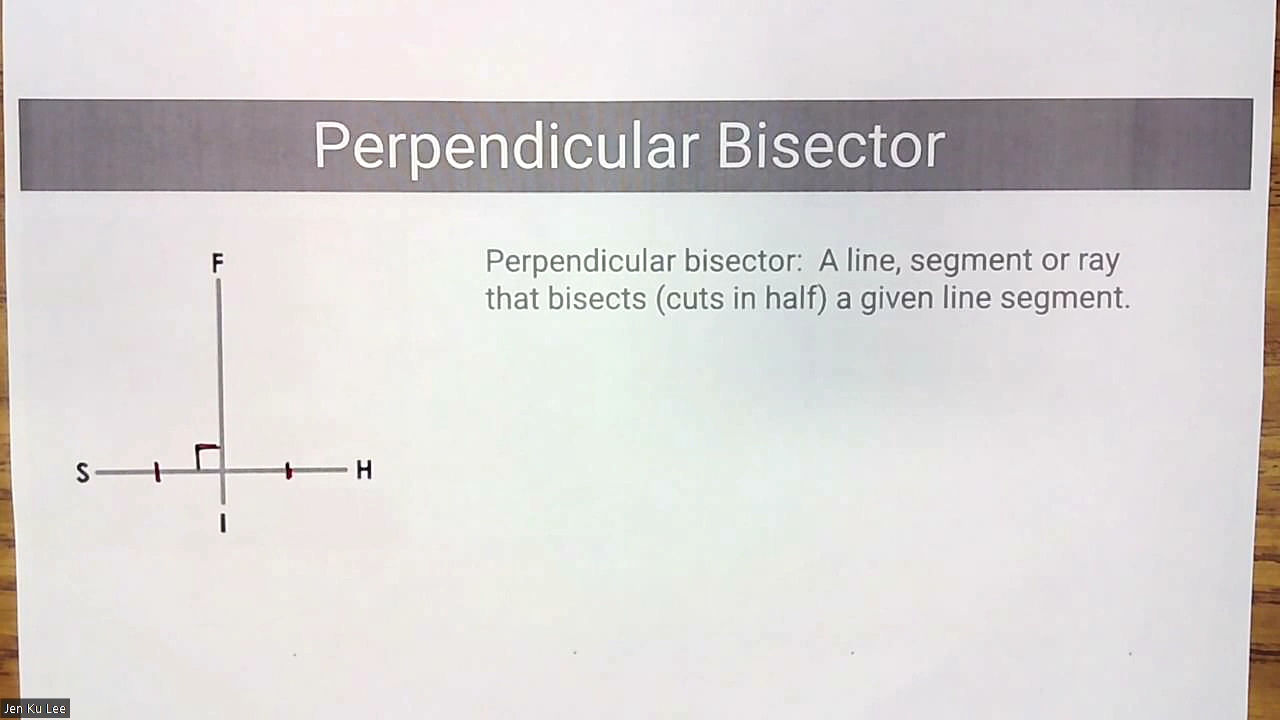 Perpendicular Bisector
F
Perpendicular bisector: A line, segment or ray
that bisects (cuts in half) a given line segment.
S
H
I
Jen Ku Lee